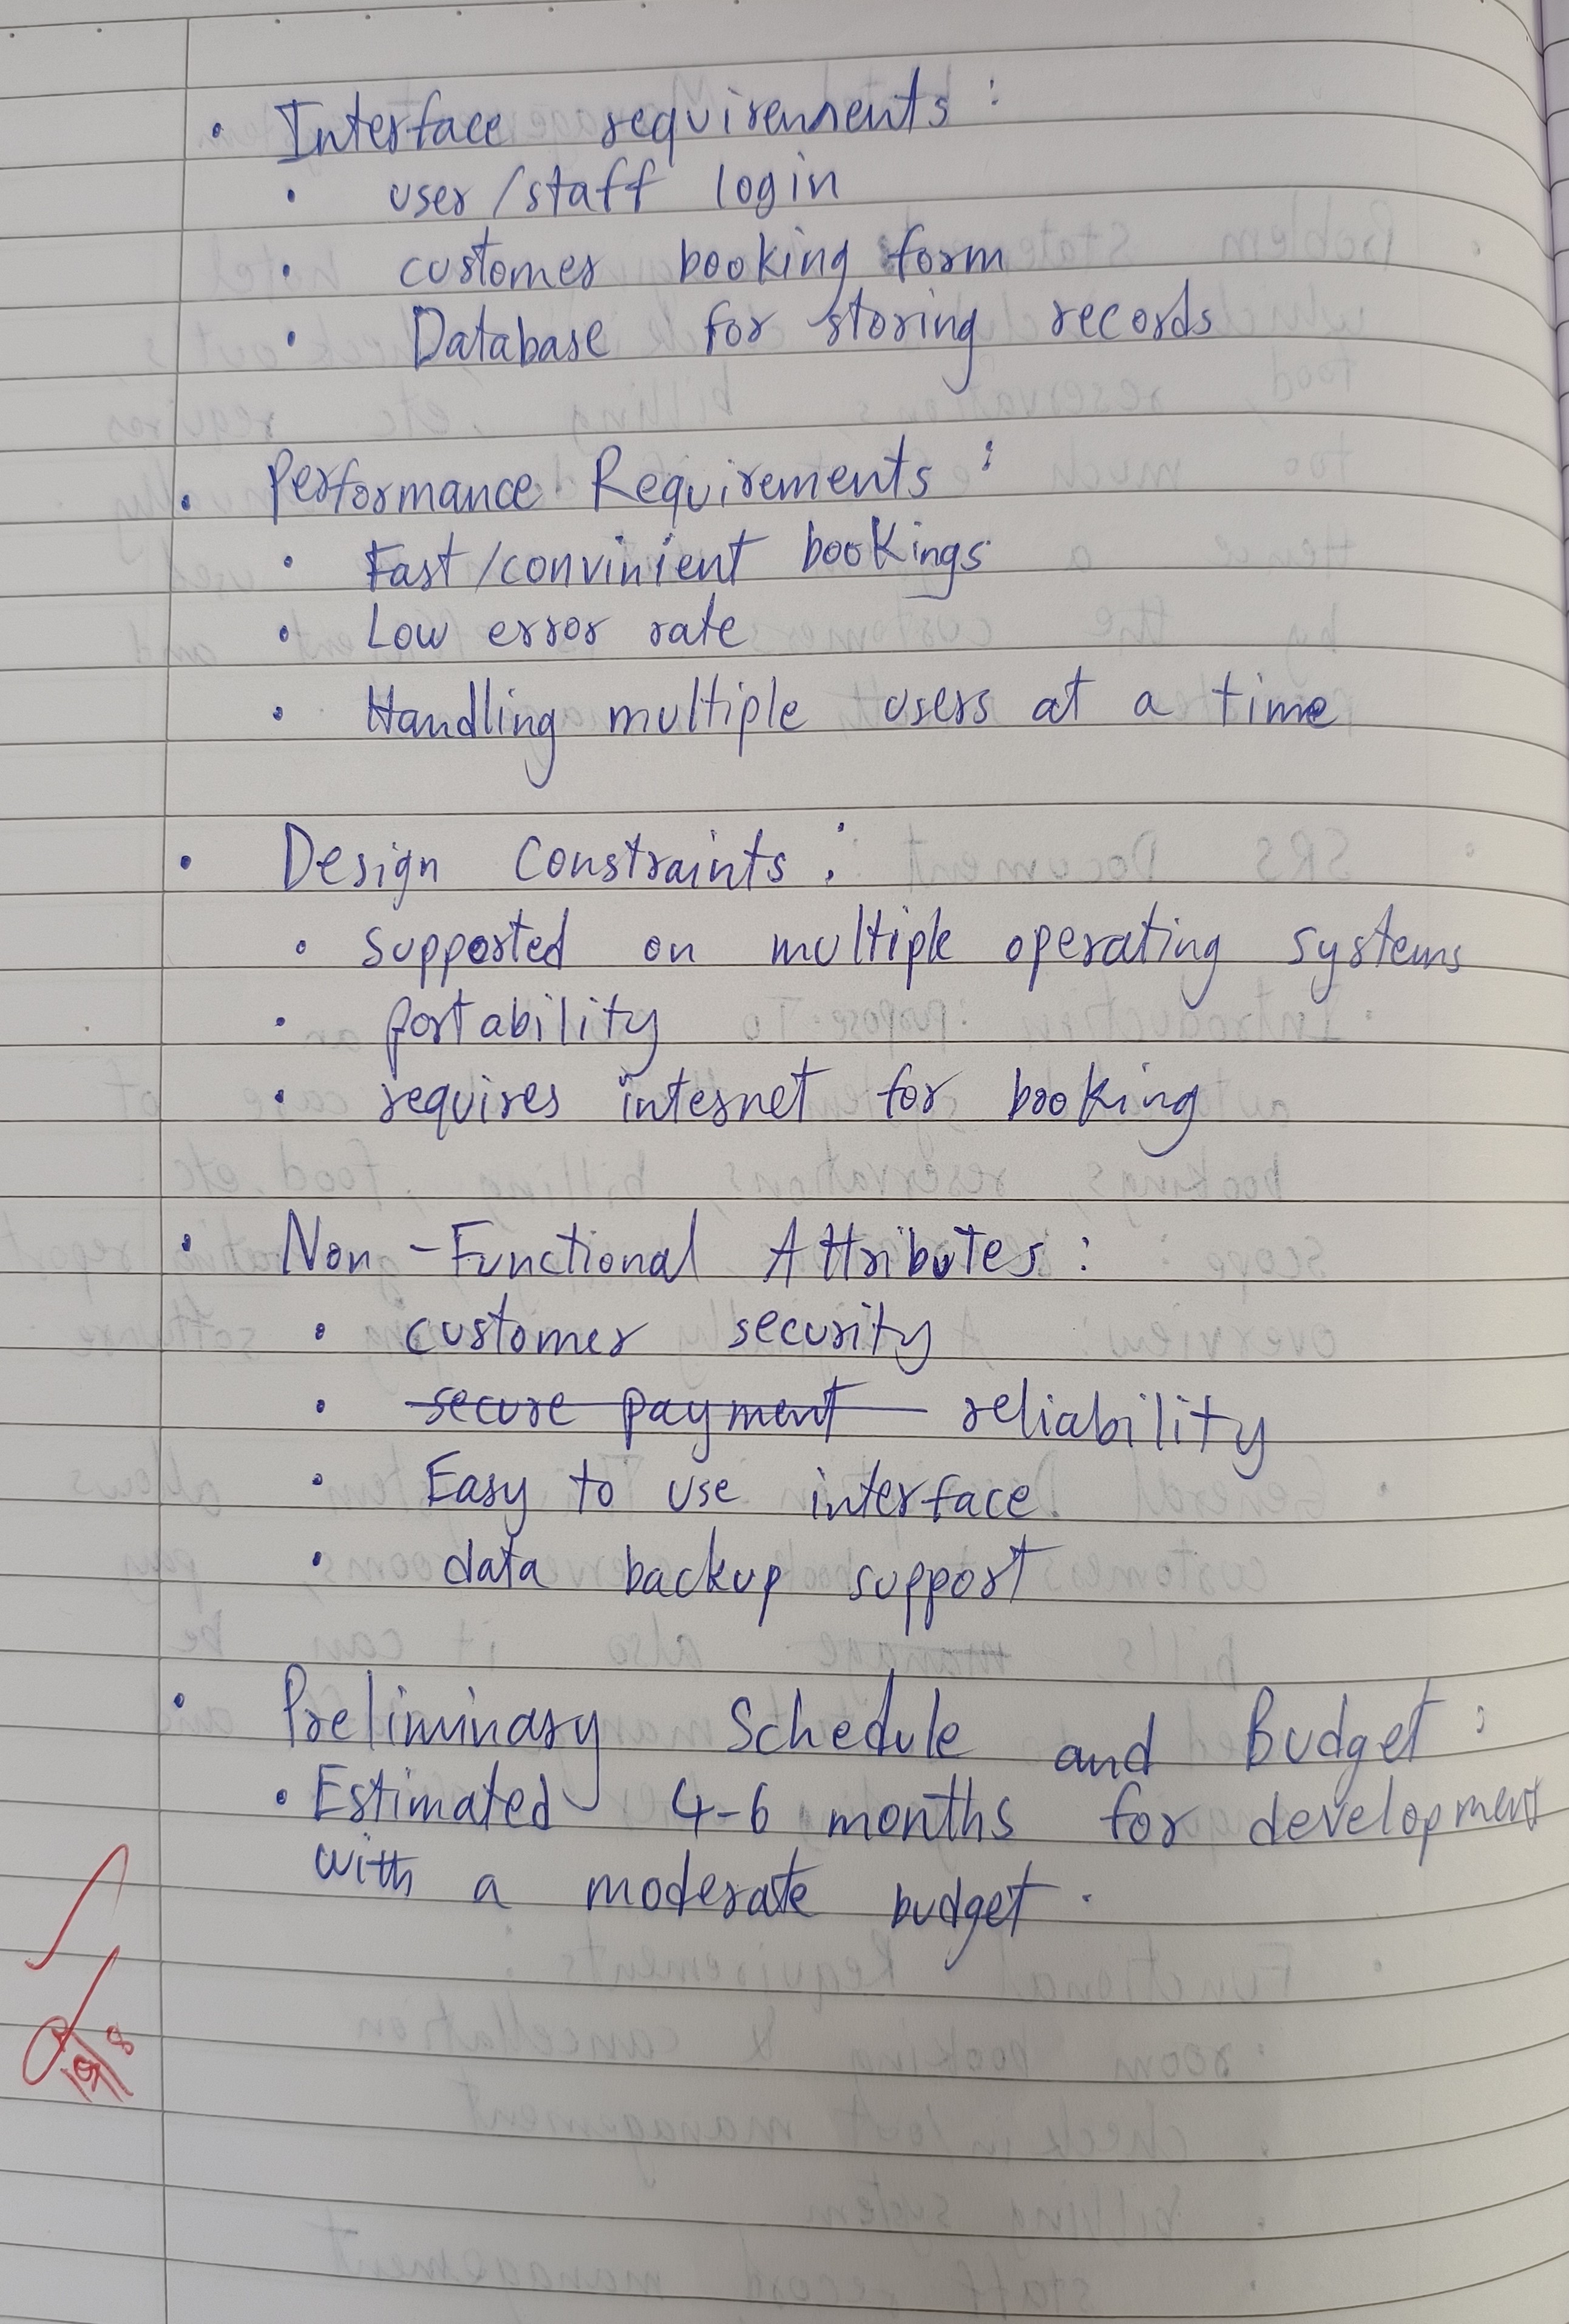 • Interface requirements :
• user/staff login
• customer booking form
• Database for storing records
• Performance Requirements :
• Fast/convinient bookings
• Low error rate
• Handling multiple users at a time
• Design Constraints :
• supported on multiple operating systems
• portability
• requires internet for booking
• Non-Functional Attributes :
• customer security
• secure payment reliability
• Easy to use interface
• data backup support
• Preliminary Schedule and Budget :
• Estimated 4-6 months for development
with a moderate budget.
19/8